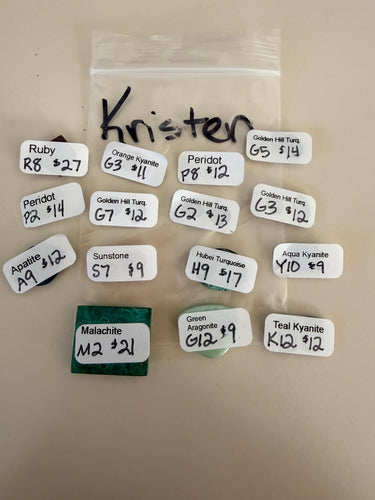 Kristen
Ruby
R8 $27
Orange Kyanite
G3 $11
Peridot
P8 $12
Golden Hill Turq.
G5 $14
Peridot
P2 $14
Golden Hill Turq.
G7 $12
Golden Hill Turq.
G2 $13
Golden Hill Turq.
G3 $12
Apatite
A9 $12
Sunstone
S7 $9
Hubei Turquoise
H9 $17
Aqua Kyanite
Y10 $9
Malachite
M2 $21
Green
Aragonite
G12 $9
Teal Kyanite
K12 $12